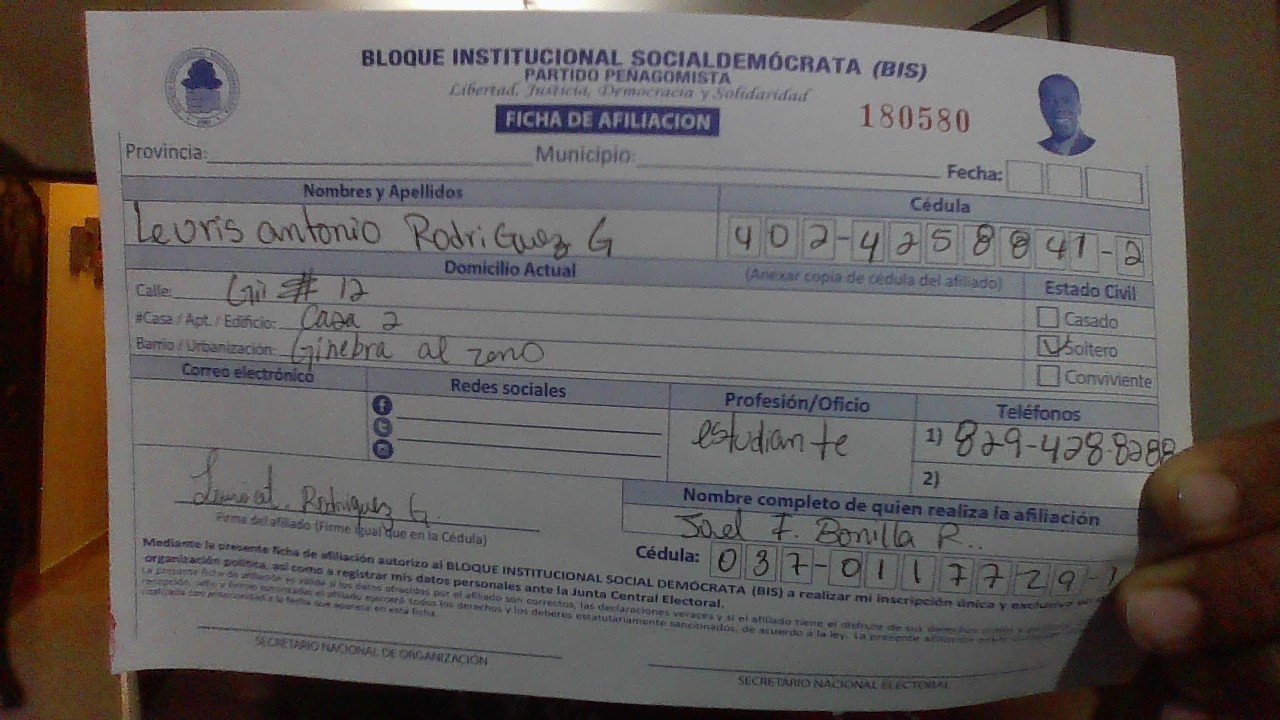 BLOQUE INSTITUCIONAL SOCIALDEMÓCRATA (BIS)
PARTIDO PEÑAGOMISTA
Libertad, Justicia, Democracia y Solidaridad
FICHA DE AFILIACION
180580
Provincia: Municipio: Fecha:
Nombres y Apellidos Cédula
Leuris antonio RodriGuez G 402-4258841-2
Domicilio Actual (Anexar copia de cédula del afiliado) Estado Civil
Calle: Gii # 12
Casado
#Casa / Apt. / Edificio: Casa 2
Soltero
Barrio / Urbanización: Ginebra al zeno
Conviviente
Correo electrónico Redes sociales Profesión/Oficio Teléfonos
estudiante 1) 829-428-8288
2)
Rodriguez G.
Firma del afiliado (Firme igual que en la Cédula)
Nombre completo de quien realiza la afiliación
Joel F. Bonilla R..
Cédula: 037-0117729-
Mediante la presente ficha de afiliación autorizo al BLOQUE INSTITUCIONAL SOCIAL DEMÓCRATA (BIS) a realizar mi inscripción única y exclusiva
organización política, así como a registrar mis datos personales ante la Junta Central Electoral.
SECRETARIO NACIONAL DE ORGANIZACIÓN
SECRETARIO NACIONAL ELECTORAL